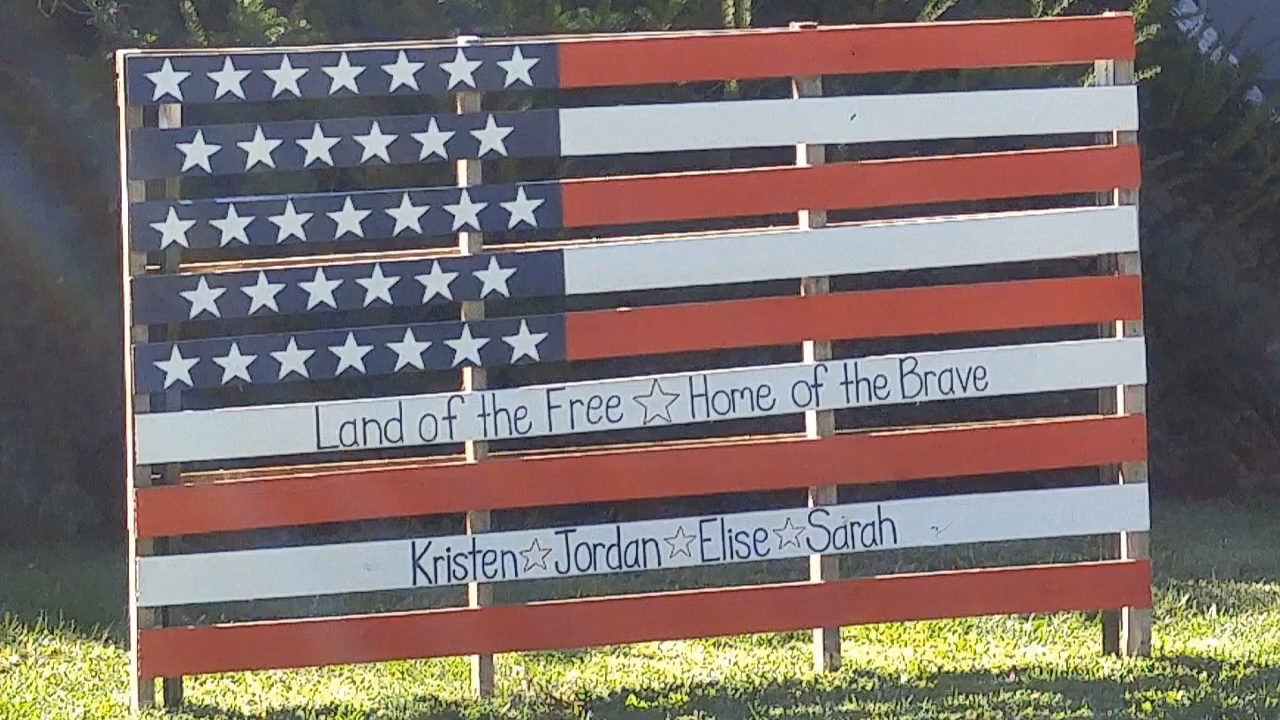 Land of the Free ☆ Home of the Brave
Kristen ☆ Jordan ☆ Elise ☆ Sarah